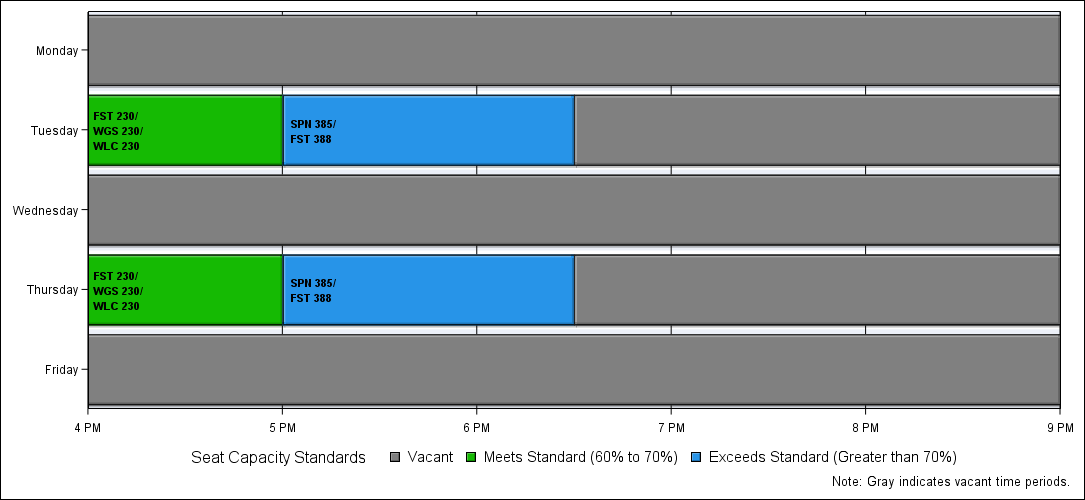 Monday
Tuesday
FST 230/
WGS 230/
WLC 230
SPN 385/
FST 388
Wednesday
Thursday
FST 230/
WGS 230/
WLC 230
SPN 385/
FST 388
Friday
4 PM 5 PM 6 PM 7 PM 8 PM 9 PM
Seat Capacity Standards Vacant Meets Standard (60% to 70%) Exceeds Standard (Greater than 70%)
Note: Gray indicates vacant time periods.